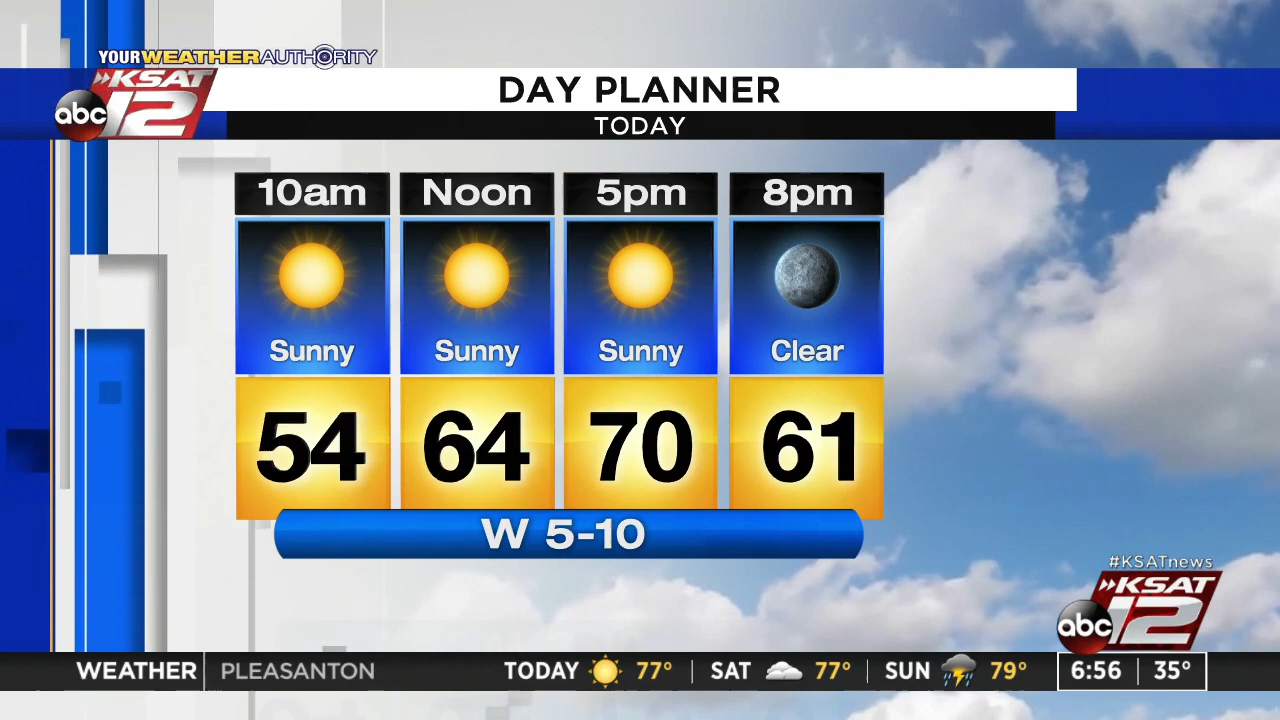 YOURWEATHERAUTHORITY
KSAT
abc 12
DAY PLANNER
TODAY
10am Noon 5pm 8pm
Sunny Sunny Sunny Clear
54 64 70 61
W 5-10
#KSATnews
KSAT
abc 12
WEATHER PLEASANTON TODAY 77° SAT 77° SUN 79° 6:56 35°